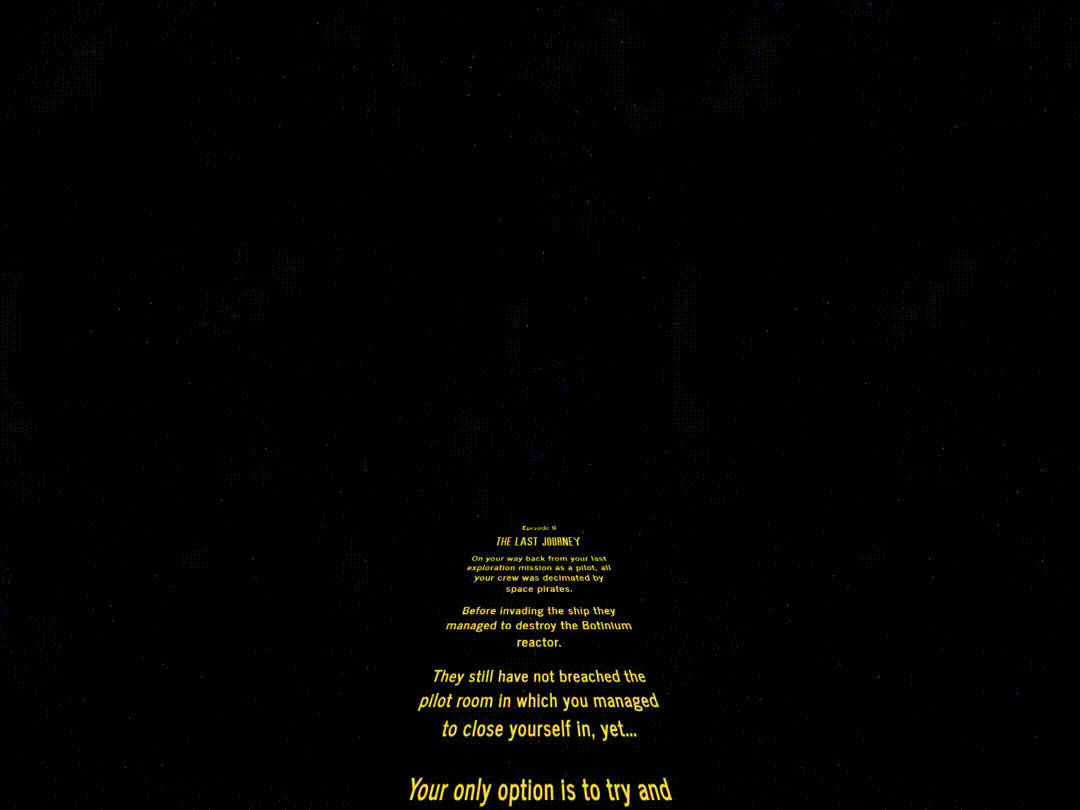 Episode II
THE LAST JOURNEY
On your way back from your last
exploration mission as a pilot, all
your crew was decimated by
space pirates.
Before invading the ship they
managed to destroy the Botinium
reactor.
They still have not breached the
pilot room in which you managed
to close yourself in, yet...
Your only option is to try and